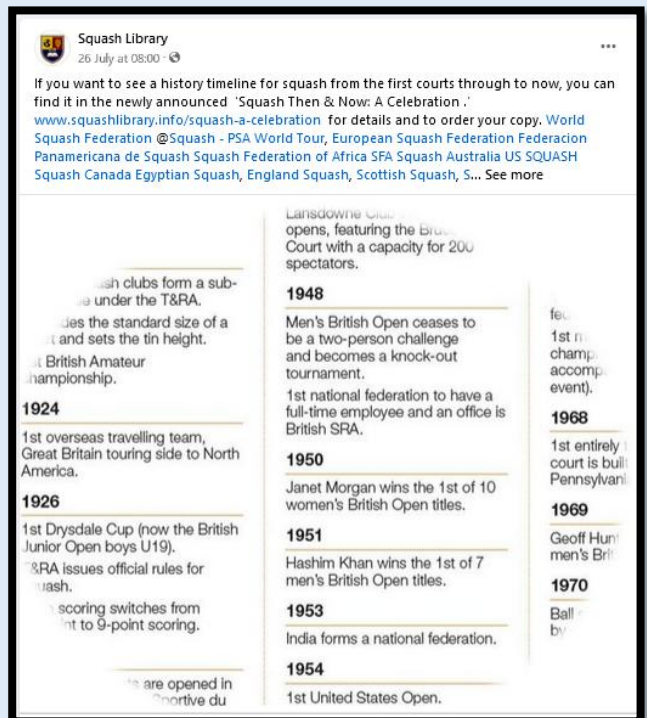 Squash Library
26 July at 08:00 ·
If you want to see a history timeline for squash from the first courts through to now, you can
find it in the newly announced 'Squash Then & Now: A Celebration .'
www.squashlibrary.info/squash-a-celebration for details and to order your copy. World
Squash Federation @Squash - PSA World Tour, European Squash Federation Federacion
Panamericana de Squash Squash Federation of Africa SFA Squash Australia US SQUASH
Squash Canada Egyptian Squash, England Squash, Scottish Squash, S... See more
clubs form a sub-
under the T&RA.
the standard size of a
and sets the tin height.
British Amateur
1924
1st overseas travelling team,
Great Britain touring side to North
America.
1926
1st Drysdale Cup (now the British
Junior Open boys U19).
issues official rules for
scoring switches from
to 9-point scoring.
are opened in
du
Lansdowne
opens, featuring the
Court with a capacity for 200
spectators.
1948
Men's British Open ceases to
be a two-person challenge
and becomes a knock-out
tournament.
1st national federation to have a
full-time employee and an office is
British SRA.
1950
Janet Morgan wins the 1st of 10
women's British Open titles.
1951
Hashim Khan wins the 1st of 7
men's British Open titles.
1953
India forms a national federation.
1954
1st United States Open.
1st
event).
1968
1st entirely
court is
1969
Geoff
men's
1970
Ball
by